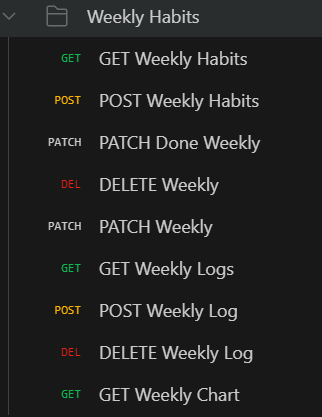 Weekly Habits
GET GET Weekly Habits
POST POST Weekly Habits
PATCH PATCH Done Weekly
DEL DELETE Weekly
PATCH PATCH Weekly
GET GET Weekly Logs
POST POST Weekly Log
DEL DELETE Weekly Log
GET GET Weekly Chart